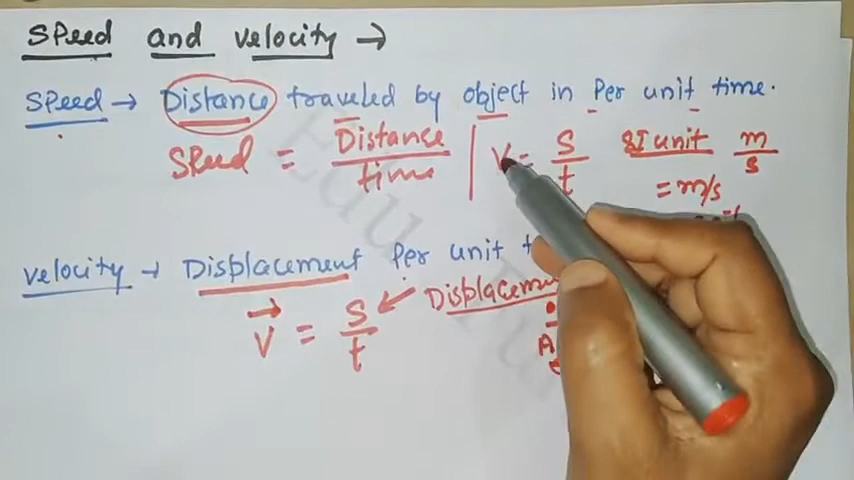 Speed and velocity →
Speed → Distance traveled by object in Per unit time.
Speed = Distance / time | V = S / t SI unit m / s
= m/s
velocity → Displacement Per unit
Displacement
V = S / t
A